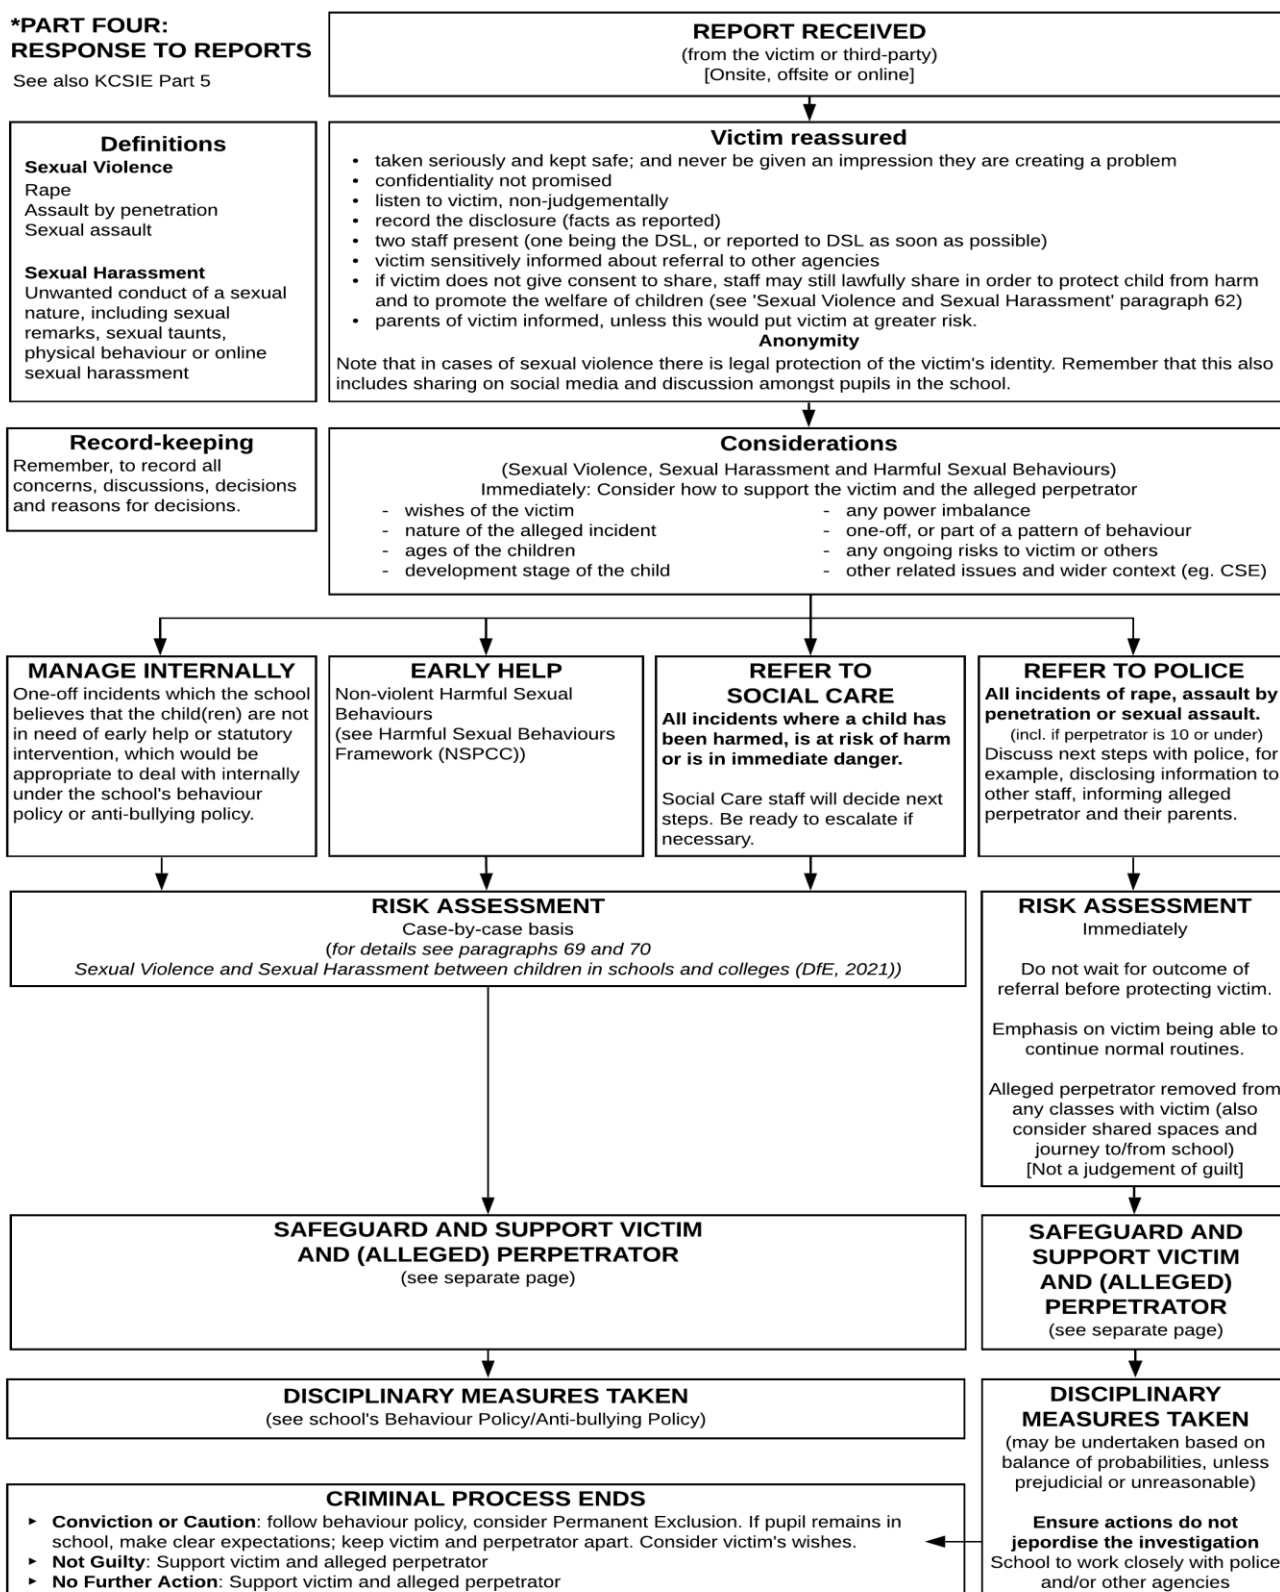 *PART FOUR:
RESPONSE TO REPORTS
See also KCSIE Part 5
REPORT RECEIVED
(from the victim or third-party)
[Onsite, offsite or online]
Definitions
Sexual Violence
Rape
Assault by penetration
Sexual assault
Sexual Harassment
Unwanted conduct of a sexual
nature, including sexual
remarks, sexual taunts,
physical behaviour or online
sexual harassment
Victim reassured
• taken seriously and kept safe; and never be given an impression they are creating a problem
• confidentiality not promised
• listen to victim, non-judgementally
• record the disclosure (facts as reported)
• two staff present (one being the DSL, or reported to DSL as soon as possible)
• victim sensitively informed about referral to other agencies
• if victim does not give consent to share, staff may still lawfully share in order to protect child from harm
and to promote the welfare of children (see 'Sexual Violence and Sexual Harassment' paragraph 62)
• parents of victim informed, unless this would put victim at greater risk.
Anonymity
Note that in cases of sexual violence there is legal protection of the victim's identity. Remember that this also
includes sharing on social media and discussion amongst pupils in the school.
Record-keeping
Remember, to record all
concerns, discussions, decisions
and reasons for decisions.
Considerations
(Sexual Violence, Sexual Harassment and Harmful Sexual Behaviours)
Immediately: Consider how to support the victim and the alleged perpetrator
- wishes of the victim
- nature of the alleged incident
- ages of the children
- development stage of the child
- any power imbalance
- one-off, or part of a pattern of behaviour
- any ongoing risks to victim or others
- other related issues and wider context (eg. CSE)
MANAGE INTERNALLY
One-off incidents which the school
believes that the child(ren) are not
in need of early help or statutory
intervention, which would be
appropriate to deal with internally
under the school's behaviour
policy or anti-bullying policy.
EARLY HELP
Non-violent Harmful Sexual
Behaviours
(see Harmful Sexual Behaviours
Framework (NSPCC))
REFER TO
SOCIAL CARE
All incidents where a child has
been harmed, is at risk of harm
or is in immediate danger.
Social Care staff will decide next
steps. Be ready to escalate if
necessary.
REFER TO POLICE
All incidents of rape, assault by
penetration or sexual assault.
(incl. if perpetrator is 10 or under)
Discuss next steps with police, for
example, disclosing information to
other staff, informing alleged
perpetrator and their parents.
RISK ASSESSMENT
Case-by-case basis
(for details see paragraphs 69 and 70
Sexual Violence and Sexual Harassment between children in schools and colleges (DfE, 2021))
RISK ASSESSMENT
Immediately
Do not wait for outcome of
referral before protecting victim.
Emphasis on victim being able to
continue normal routines.
Alleged perpetrator removed from
any classes with victim (also
consider shared spaces and
journey to/from school)
[Not a judgement of guilt]
SAFEGUARD AND SUPPORT VICTIM
AND (ALLEGED) PERPETRATOR
(see separate page)
SAFEGUARD AND
SUPPORT VICTIM
AND (ALLEGED)
PERPETRATOR
(see separate page)
DISCIPLINARY MEASURES TAKEN
(see school's Behaviour Policy/Anti-bullying Policy)
DISCIPLINARY
MEASURES TAKEN
(may be undertaken based on
balance of probabilities, unless
prejudicial or unreasonable)
Ensure actions do not
jepordise the investigation
School to work closely with police
and/or other agencies
CRIMINAL PROCESS ENDS
▸ Conviction or Caution: follow behaviour policy, consider Permanent Exclusion. If pupil remains in
school, make clear expectations; keep victim and perpetrator apart. Consider victim's wishes.
▸ Not Guilty: Support victim and alleged perpetrator
▸ No Further Action: Support victim and alleged perpetrator